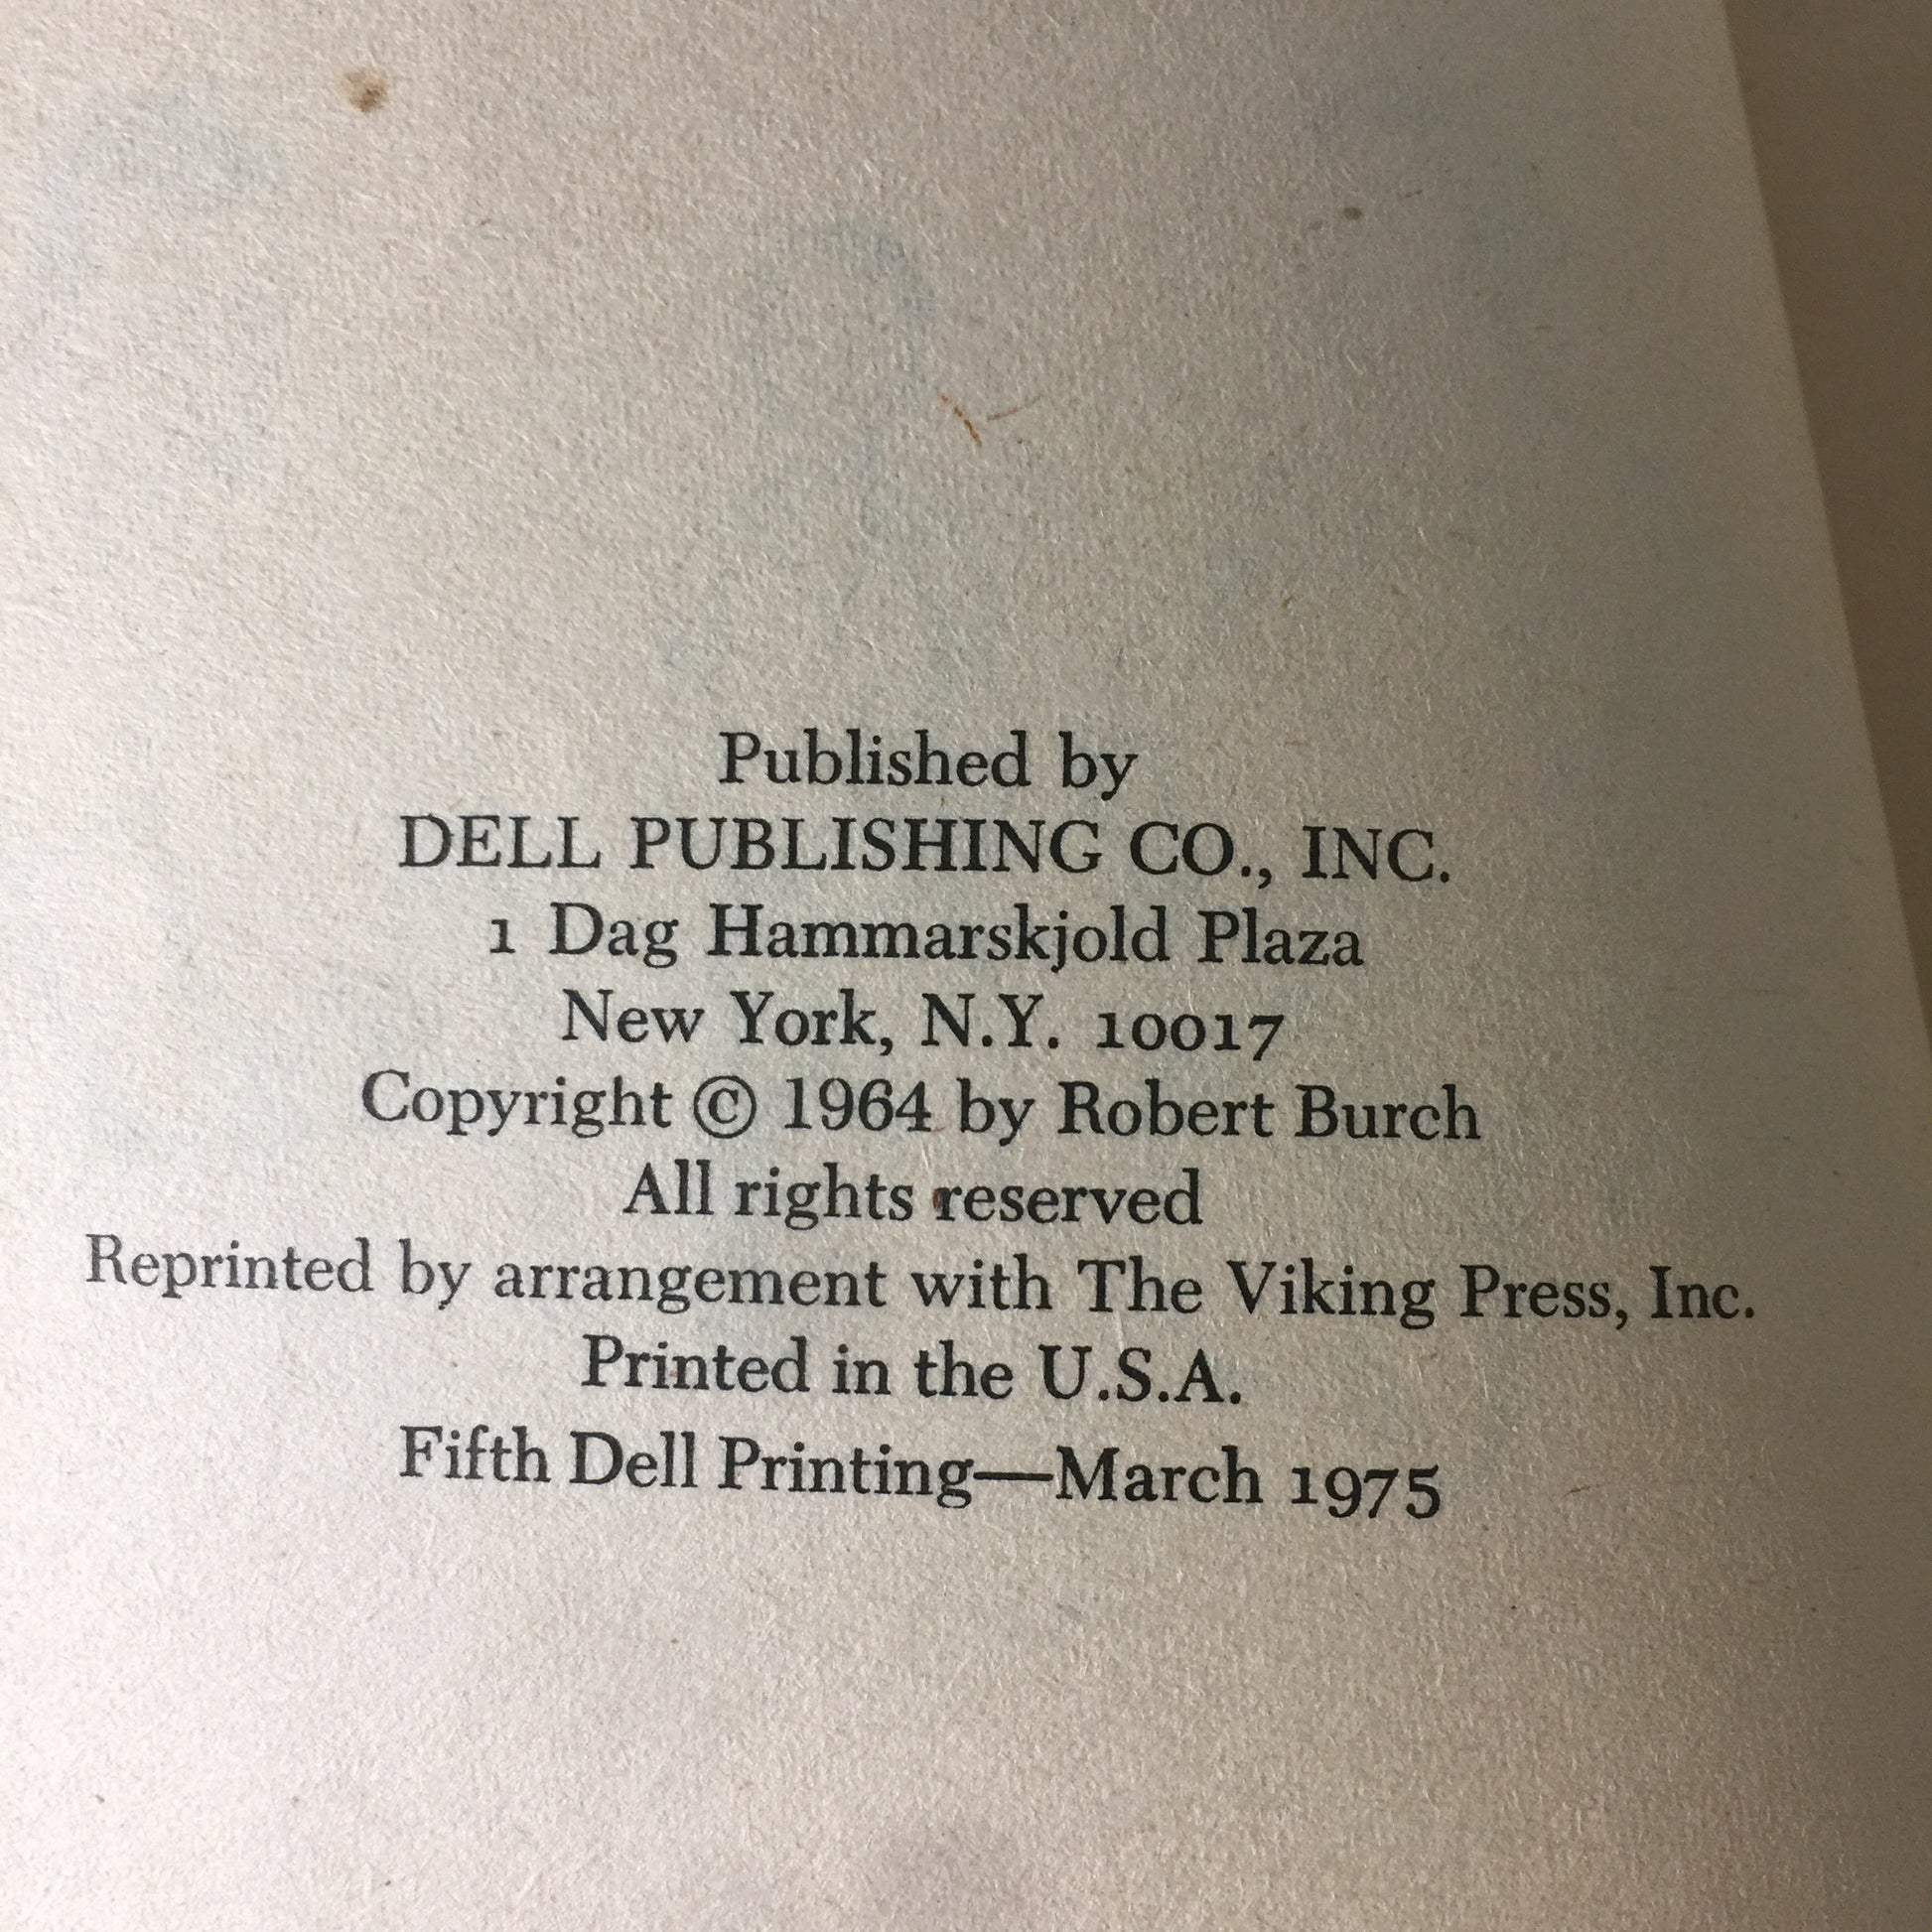 Published by
DELL PUBLISHING CO., INC.
1 Dag Hammarskjold Plaza
New York, N.Y. 10017
Copyright © 1964 by Robert Burch
All rights reserved
Reprinted by arrangement with The Viking Press, Inc.
Printed in the U.S.A.
Fifth Dell Printing—March 1975